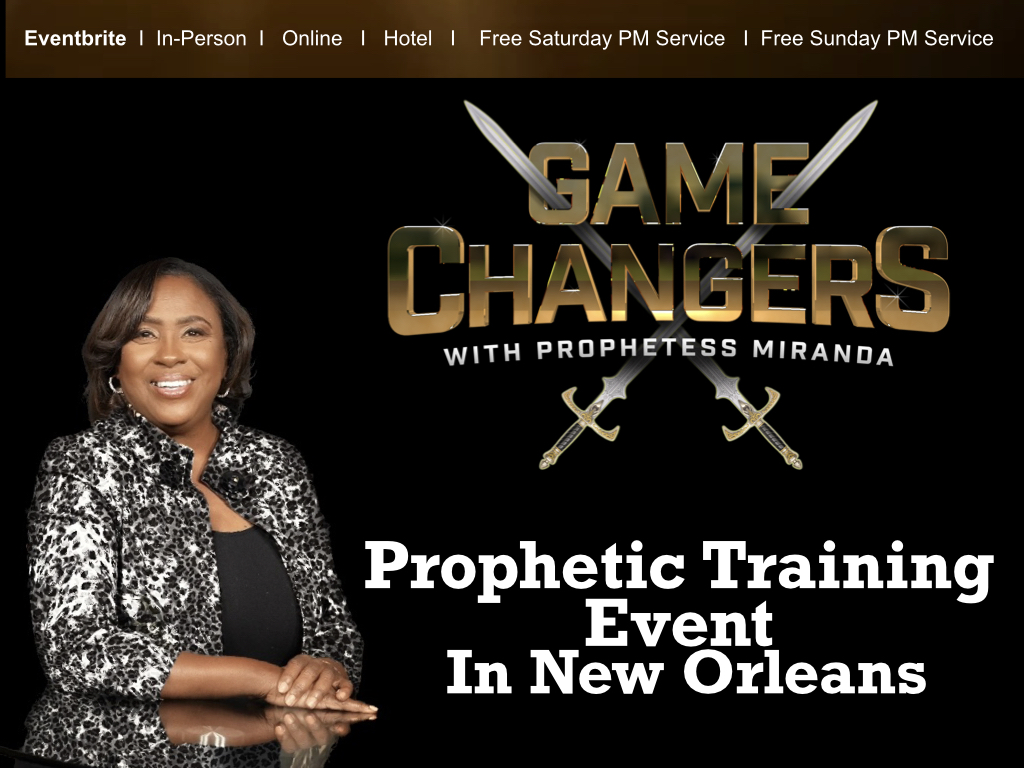 Eventbrite I In-Person I Online I Hotel I Free Saturday PM Service I Free Sunday PM Service
GAME
CHANGERS
WITH PROPHETESS MIRANDA
Prophetic Training
Event
In New Orleans